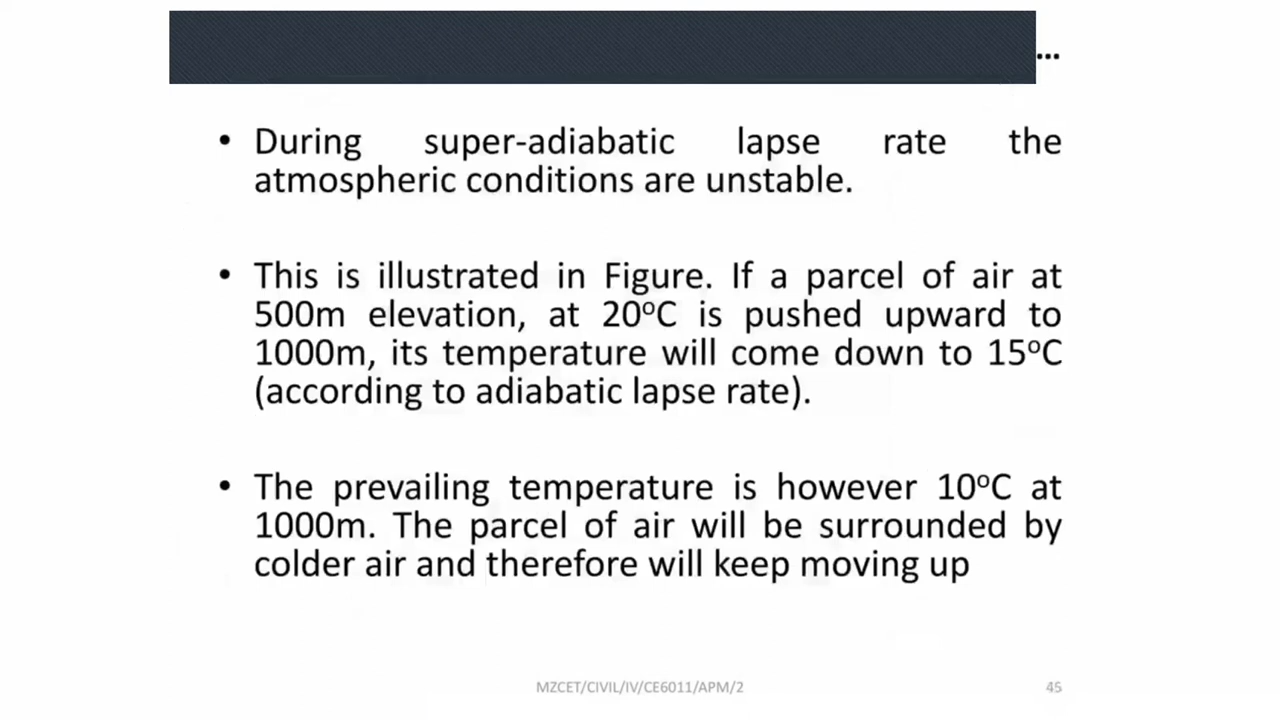 ...
• During super-adiabatic lapse rate the
atmospheric conditions are unstable.
• This is illustrated in Figure. If a parcel of air at
500m elevation, at 20⁰C is pushed upward to
1000m, its temperature will come down to 15⁰C
(according to adiabatic lapse rate).
• The prevailing temperature is however 10⁰C at
1000m. The parcel of air will be surrounded by
colder air and therefore will keep moving up
MZCET/CIVIL/IV/CE6011/APM/2
45